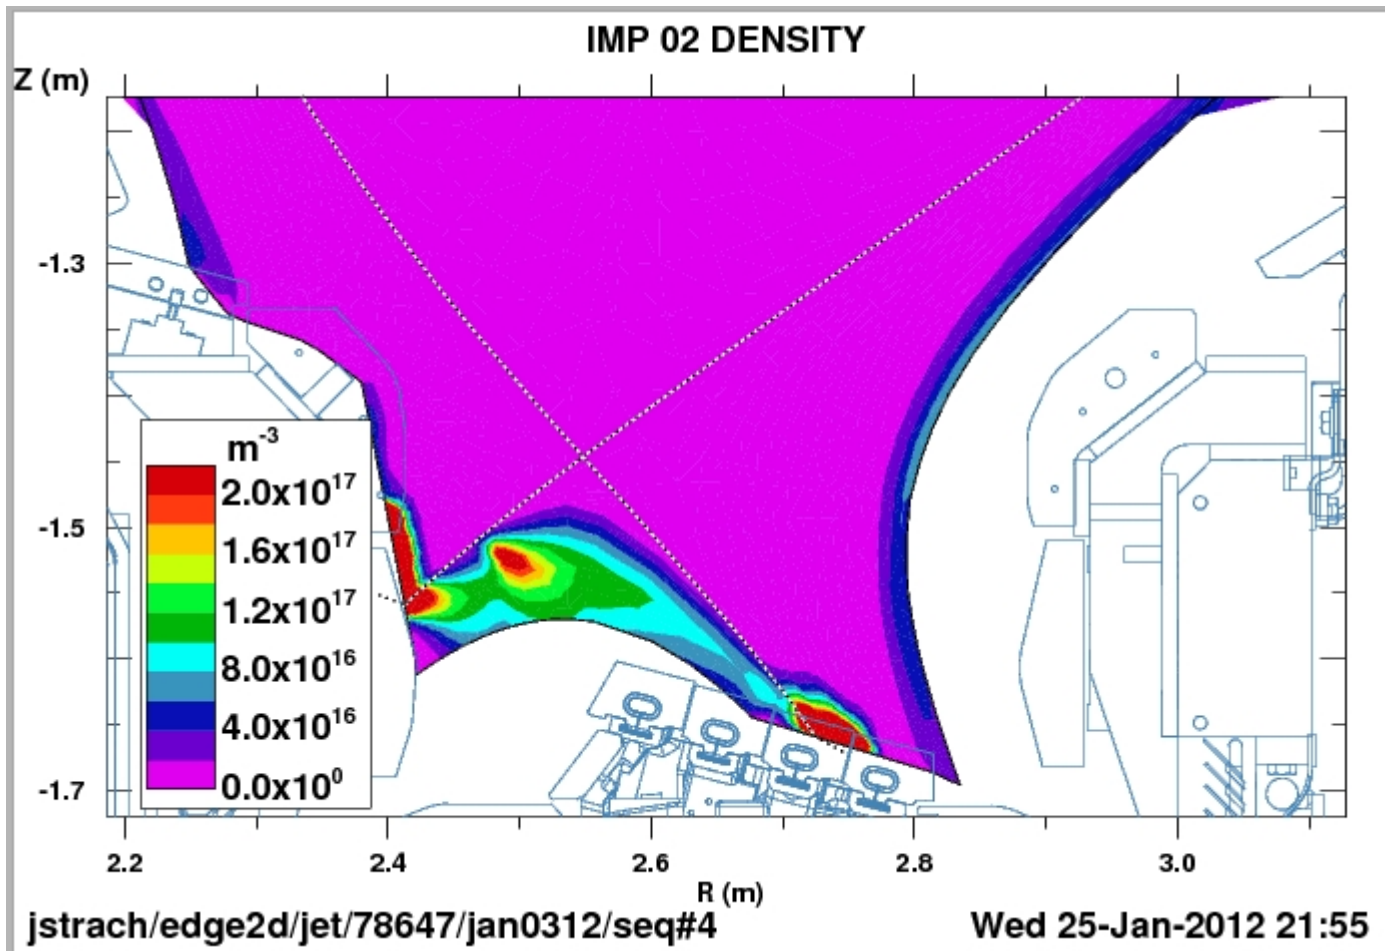 IMP 02 DENSITY
Z (m)
-1.3
-1.5
-1.7
m-3
2.0x10^17
1.6x10^17
1.2x10^17
8.0x10^16
4.0x10^16
0.0x10^0
2.2 2.4 2.6 2.8 3.0
R (m)
jstrach/edge2d/jet/78647/jan0312/seq#4 Wed 25-Jan-2012 21:55